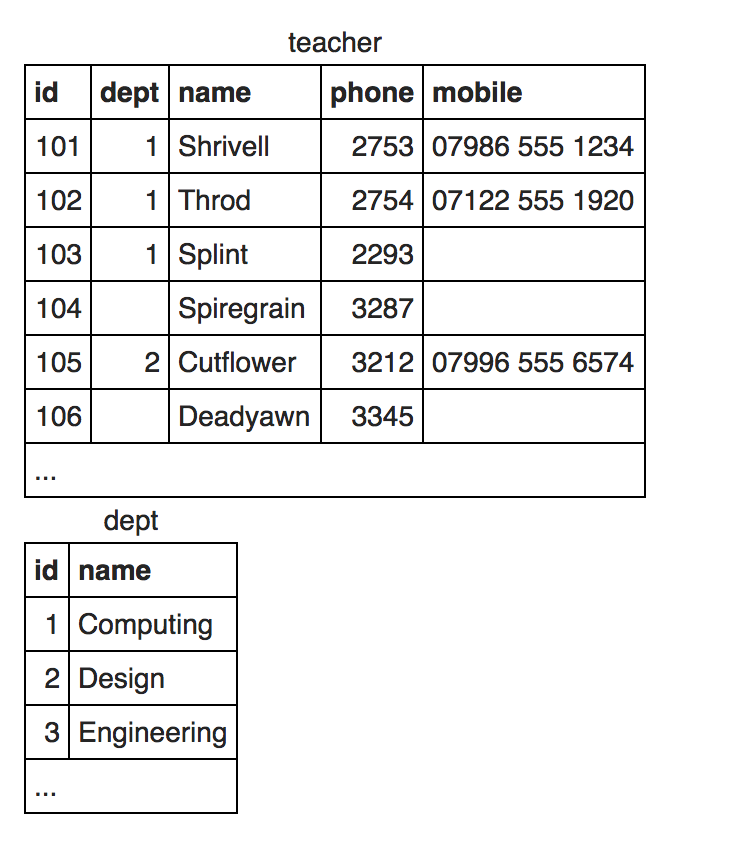 teacher
id dept name phone mobile
101 1 Shrivell 2753 07986 555 1234
102 1 Throd 2754 07122 555 1920
103 1 Splint 2293
104 Spiregrain 3287
105 2 Cutflower 3212 07996 555 6574
106 Deadyawn 3345
...
dept
id name
1 Computing
2 Design
3 Engineering
...